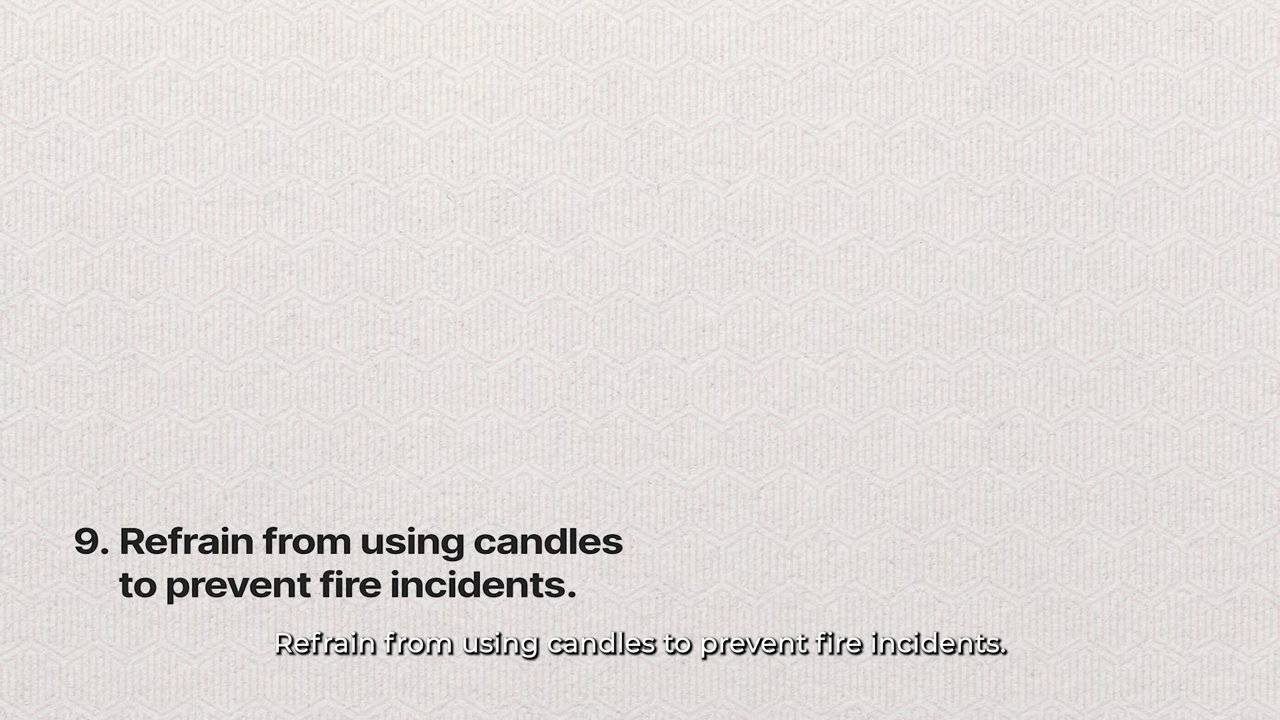 9. Refrain from using candles
to prevent fire incidents.
Refrain from using candles to prevent fire incidents.